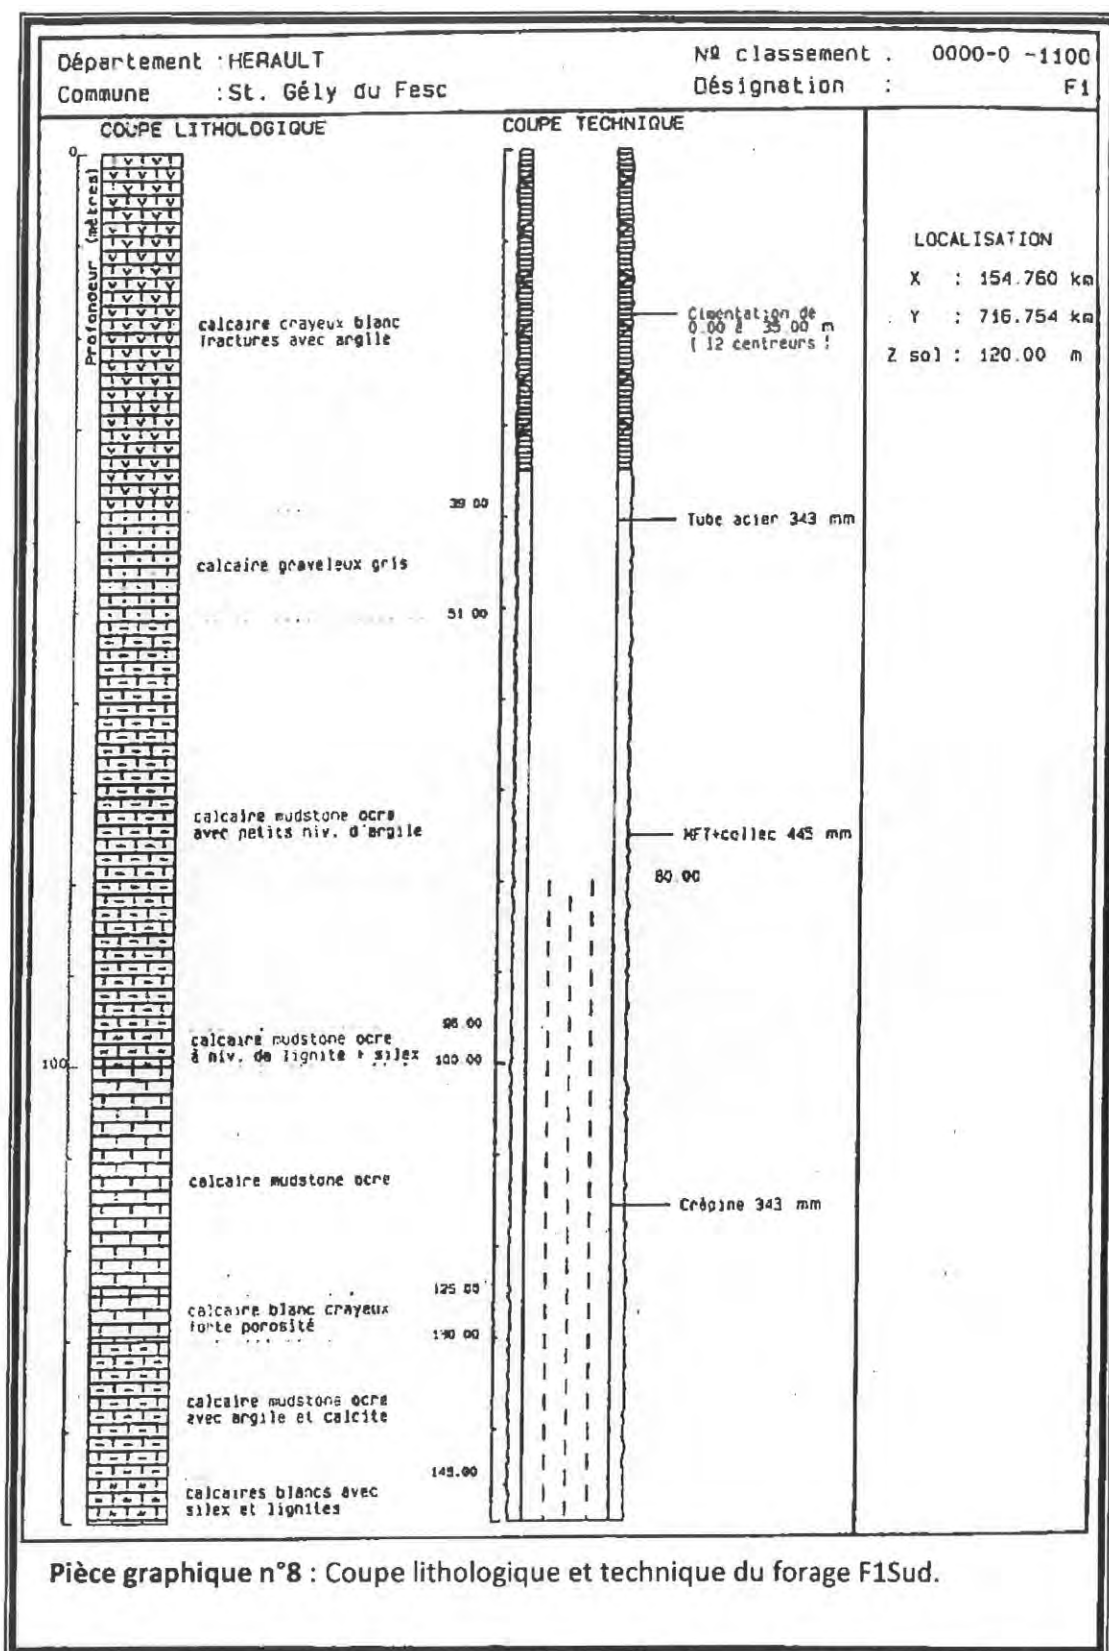 Département : HERAULT
Commune : St. Gély du Fesc
Nº classement . 0000-0 -1100
Désignation : F1
COUPE LITHOLOGIQUE
COUPE TECHNIQUE
0
Profondeur (mètres)
LOCALISATION
X : 154.760 km
Y : 716.754 km
Z sol : 120.00 m
calcaire crayeux blanc
fractures avec argile
Cimentation de
0.00 à 35.00 m
( 12 centreurs )
39.00
Tube acier 343 mm
calcaire graveleux gris
51.00
calcaire mudstone ocre
avec petits niv. d'argile
MFT+collec 445 mm
80.00
96.00
calcaire mudstone ocre
à niv. de lignite + silex
100.00
100
calcaire mudstone ocre
Crépine 343 mm
125.00
calcaire blanc crayeux
forte porosité
130.00
calcaire mudstone ocre
avec argile et calcite
145.00
calcaires blancs avec
silex et lignites
Pièce graphique n°8 : Coupe lithologique et technique du forage F1Sud.